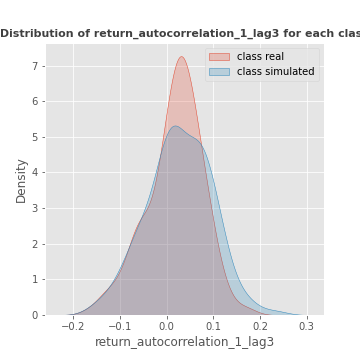 Distribution of return_autocorrelation_1_lag3 for each clas
class real
class simulated
7
6
5
4
3
2
1
0
Density
−0.2 −0.1 0.0 0.1 0.2 0.3
return_autocorrelation_1_lag3